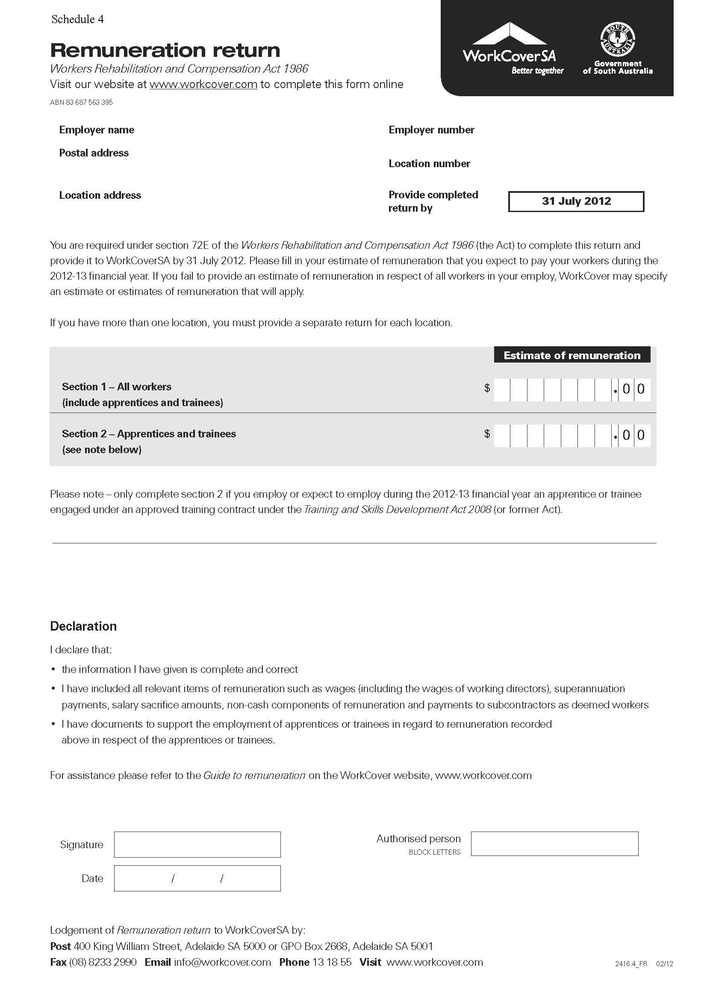 Schedule 4
Remuneration return
Workers Rehabilitation and Compensation Act 1986
Visit our website at www.workcover.com to complete this form online
ABN 83 687 563 395
WorkCoverSA
Better together
SOUTH AUSTRALIA
Government
of South Australia
Employer name
Employer number
Postal address
Location number
Location address
Provide completed
return by
31 July 2012
You are required under section 72E of the Workers Rehabilitation and Compensation Act 1986 (the Act) to complete this return and
provide it to WorkCoverSA by 31 July 2012. Please fill in your estimate of remuneration that you expect to pay your workers during the
2012-13 financial year. If you fail to provide an estimate of remuneration in respect of all workers in your employ, WorkCover may specify
an estimate or estimates of remuneration that will apply.
If you have more than one location, you must provide a separate return for each location.
Estimate of remuneration
Section 1 – All workers
(include apprentices and trainees)
$ .00
Section 2 – Apprentices and trainees
(see note below)
$ .00
Please note – only complete section 2 if you employ or expect to employ during the 2012-13 financial year an apprentice or trainee
engaged under an approved training contract under the Training and Skills Development Act 2008 (or former Act).
Declaration
I declare that:
• the information I have given is complete and correct
• I have included all relevant items of remuneration such as wages (including the wages of working directors), superannuation
payments, salary sacrifice amounts, non-cash components of remuneration and payments to subcontractors as deemed workers
• I have documents to support the employment of apprentices or trainees in regard to remuneration recorded
above in respect of the apprentices or trainees.
For assistance please refer to the Guide to remuneration on the WorkCover website, www.workcover.com
Signature
Authorised person
BLOCK LETTERS
Date / /
Lodgement of Remuneration return to WorkCoverSA by:
Post 400 King William Street, Adelaide SA 5000 or GPO Box 2668, Adelaide SA 5001
Fax (08) 8233 2990 Email info@workcover.com Phone 13 18 55 Visit www.workcover.com
2416.4_FR 02/12